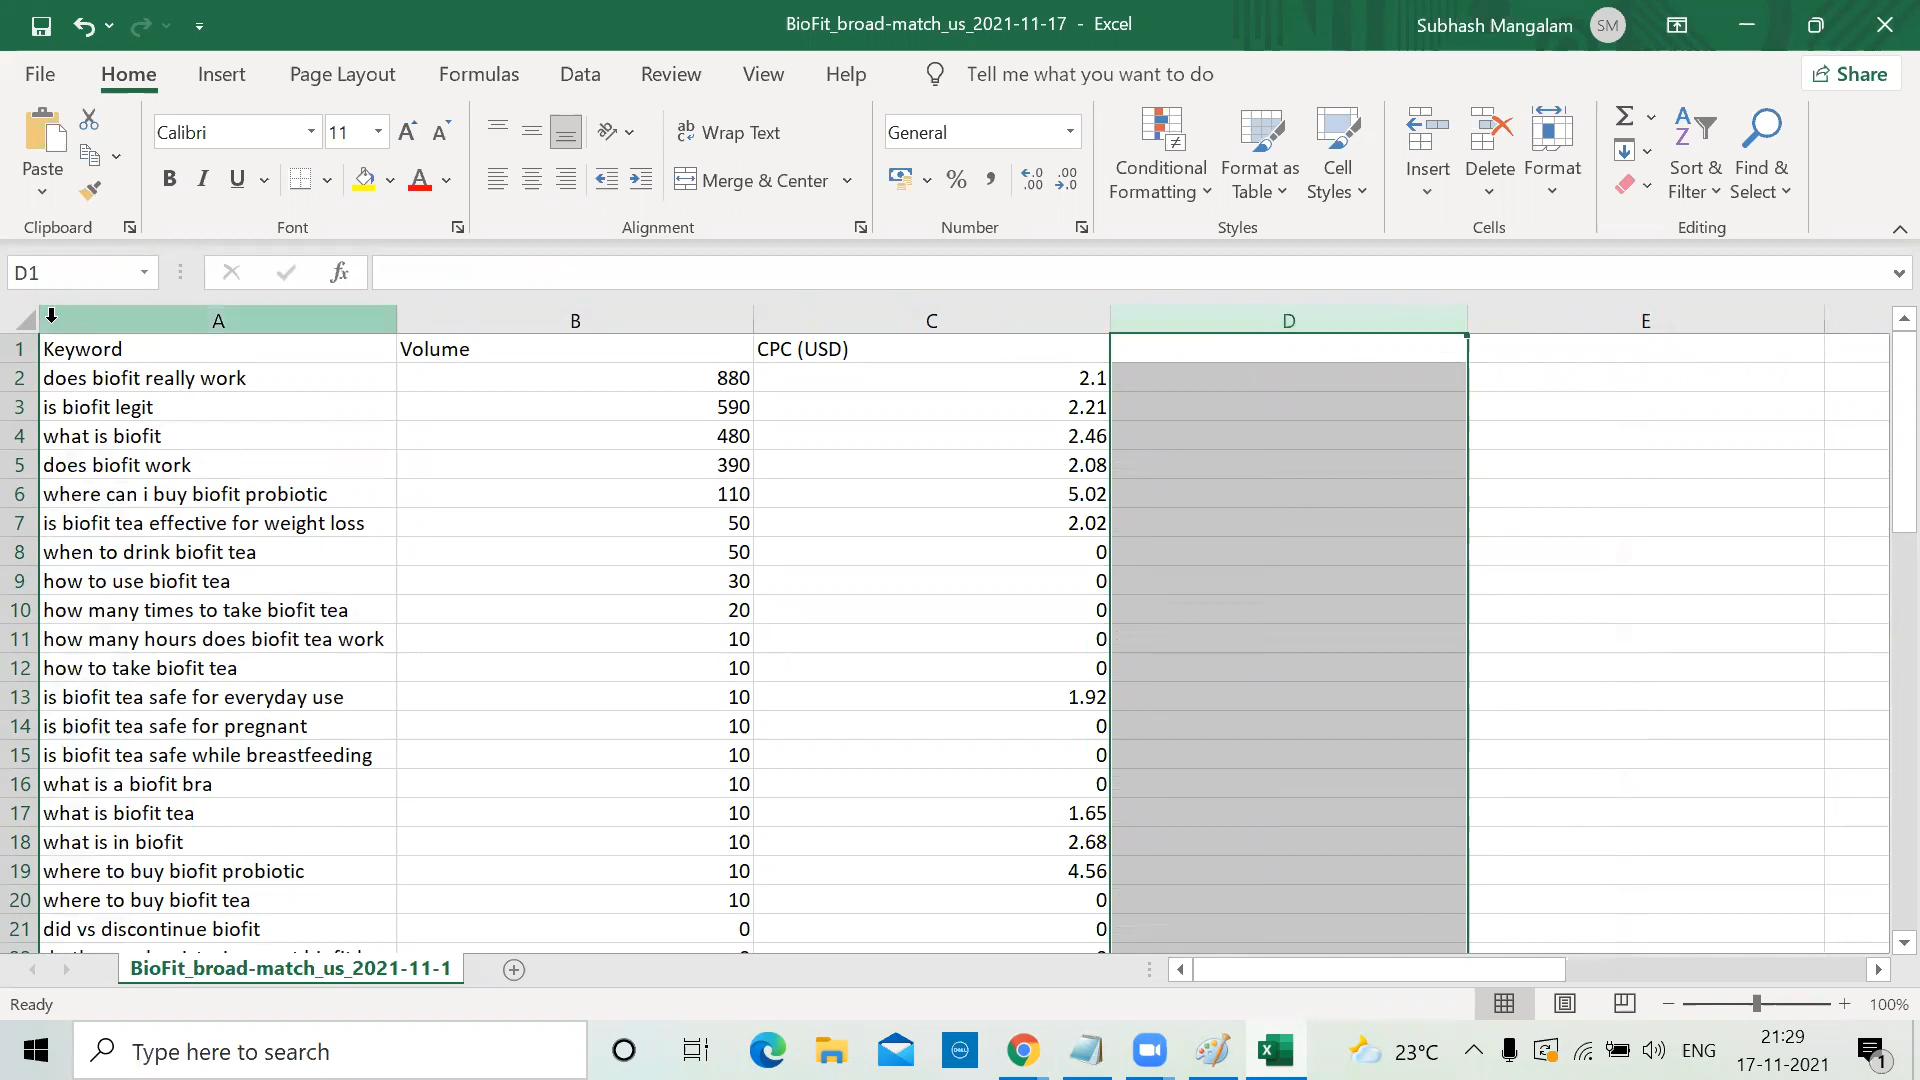 BioFit_broad-match_us_2021-11-17 - Excel
Subhash Mangalam SM
File Home Insert Page Layout Formulas Data Review View Help Tell me what you want to do Share
Paste
Clipboard
Calibri 11
B I U A
Font
ab Wrap Text
Merge & Center
Alignment
General
% , .00
Number
Conditional Formatting
Format as Table
Cell Styles
Styles
Insert Delete Format
Cells
Sort & Filter
Find & Select
Editing
D1 fx
A B C D E
1 Keyword Volume CPC (USD)
2 does biofit really work 880 2.1
3 is biofit legit 590 2.21
4 what is biofit 480 2.46
5 does biofit work 390 2.08
6 where can i buy biofit probiotic 110 5.02
7 is biofit tea effective for weight loss 50 2.02
8 when to drink biofit tea 50 0
9 how to use biofit tea 30 0
10 how many times to take biofit tea 20 0
11 how many hours does biofit tea work 10 0
12 how to take biofit tea 10 0
13 is biofit tea safe for everyday use 10 1.92
14 is biofit tea safe for pregnant 10 0
15 is biofit tea safe while breastfeeding 10 0
16 what is a biofit bra 10 0
17 what is biofit tea 10 1.65
18 what is in biofit 10 2.68
19 where to buy biofit probiotic 10 4.56
20 where to buy biofit tea 10 0
21 did vs discontinue biofit 0 0
BioFit_broad-match_us_2021-11-1
Ready
100%
Type here to search
DELL
23°C
ENG
21:29
17-11-2021
1